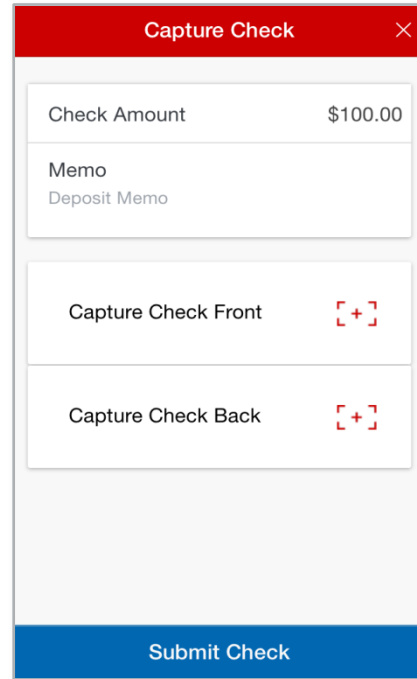 Capture Check
Check Amount $100.00
Memo
Deposit Memo
Capture Check Front
Capture Check Back
Submit Check